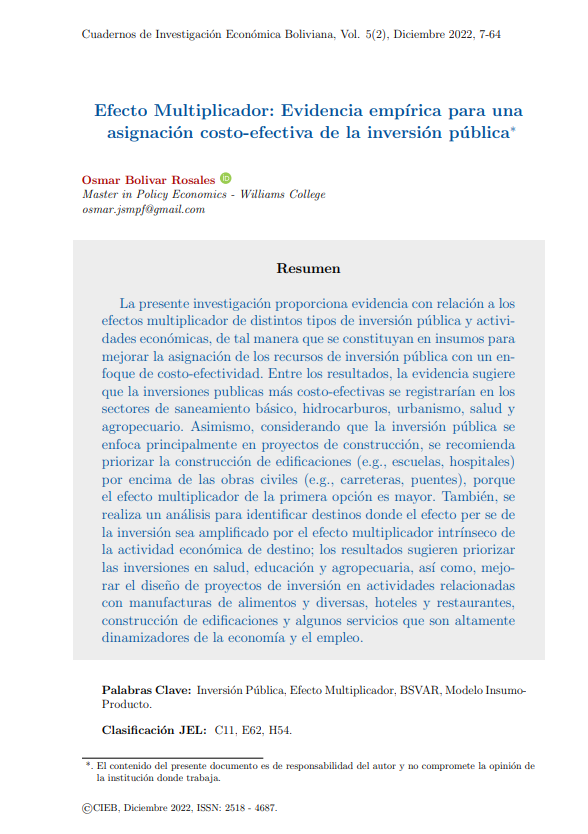 Cuadernos de Investigación Económica Boliviana, Vol. 5(2), Diciembre 2022, 7-64
Efecto Multiplicador: Evidencia empírica para una
asignación costo-efectiva de la inversión pública*
Osmar Bolivar Rosales iD
Master in Policy Economics - Williams College
osmar.jsmpf@gmail.com
Resumen
La presente investigación proporciona evidencia con relación a los
efectos multiplicador de distintos tipos de inversión pública y activi-
dades económicas, de tal manera que se constituyan en insumos para
mejorar la asignación de los recursos de inversión pública con un en-
foque de costo-efectividad. Entre los resultados, la evidencia sugiere
que la inversiones publicas más costo-efectivas se registrarían en los
sectores de saneamiento básico, hidrocarburos, urbanismo, salud y
agropecuario. Asimismo, considerando que la inversión pública se
enfoca principalmente en proyectos de construcción, se recomienda
priorizar la construcción de edificaciones (e.g., escuelas, hospitales)
por encima de las obras civiles (e.g., carreteras, puentes), porque
el efecto multiplicador de la primera opción es mayor. También, se
realiza un análisis para identificar destinos donde el efecto per se de
la inversión sea amplificado por el efecto multiplicador intrínseco de
la actividad económica de destino; los resultados sugieren priorizar
las inversiones en salud, educación y agropecuaria, así como, mejo-
rar el diseño de proyectos de inversión en actividades relacionadas
con manufacturas de alimentos y diversas, hoteles y restaurantes,
construcción de edificaciones y algunos servicios que son altamente
dinamizadores de la economía y el empleo.
Palabras Clave: Inversión Pública, Efecto Multiplicador, BSVAR, Modelo Insumo-
Producto.
Clasificación JEL: C11, E62, H54.
*. El contenido del presente documento es de responsabilidad del autor y no compromete la opinión de
la institución donde trabaja.
©CIEB, Diciembre 2022, ISSN: 2518 - 4687.